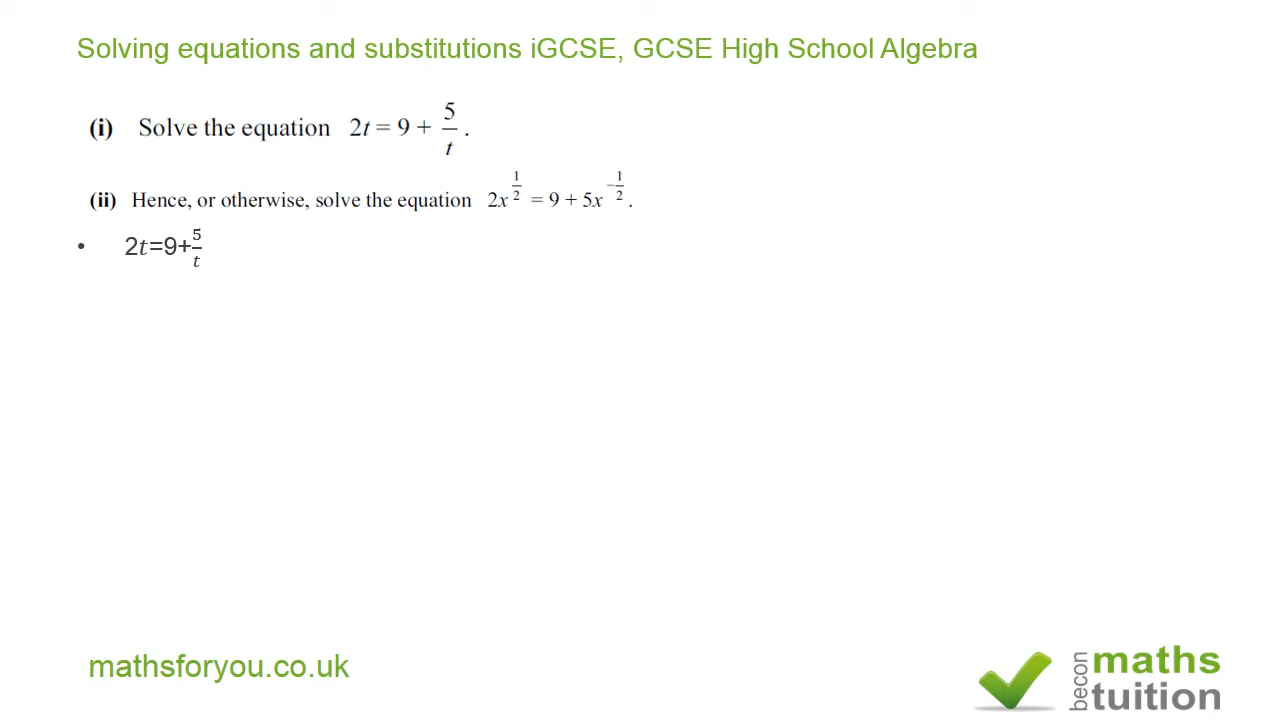 Solving equations and substitutions iGCSE, GCSE High School Algebra
(i) Solve the equation 2t = 9 + 5/t .
(ii) Hence, or otherwise, solve the equation 2x^(1/2) = 9 + 5x^(-1/2) .
• 2t=9+5/t
mathsforyou.co.uk
becon
maths
tuition